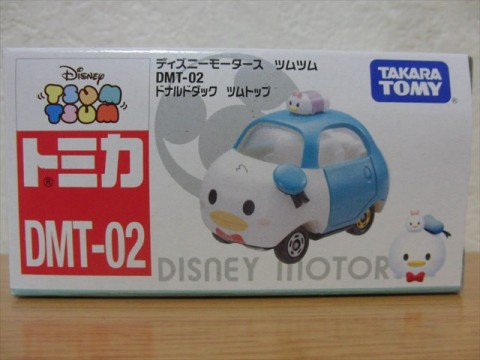 Disney
TSUM
TSUM
トミカ
®
DMT-02
ディズニーモータース ツムツム
DMT-02
ドナルドダック ツムトップ
TAKARA
TOMY
DISNEY MOTOR